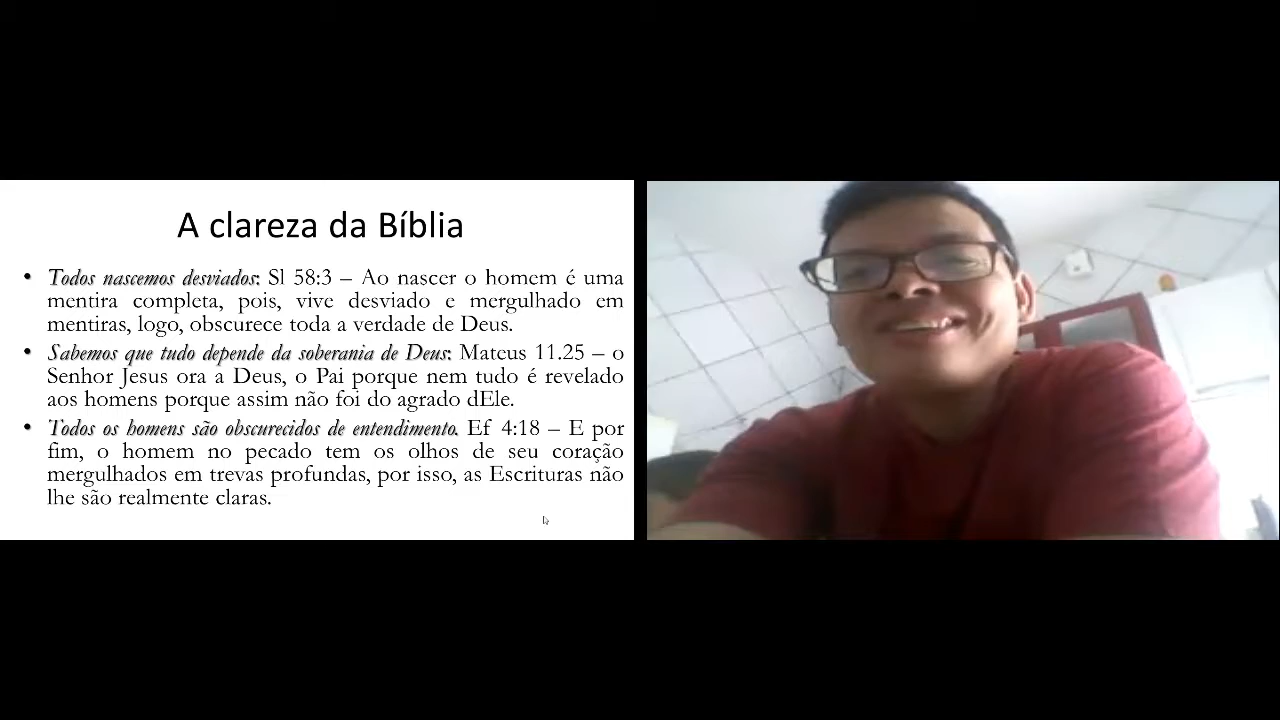 A clareza da Bíblia
• Todos nascemos desviados: Sl 58:3 – Ao nascer o homem é uma
mentira completa, pois, vive desviado e mergulhado em
mentiras, logo, obscurece toda a verdade de Deus.
• Sabemos que tudo depende da soberania de Deus: Mateus 11.25 – o
Senhor Jesus ora a Deus, o Pai porque nem tudo é revelado
aos homens porque assim não foi do agrado dEle.
• Todos os homens são obscurecidos de entendimento. Ef 4:18 – E por
fim, o homem no pecado tem os olhos de seu coração
mergulhados em trevas profundas, por isso, as Escrituras não
lhe são realmente claras.